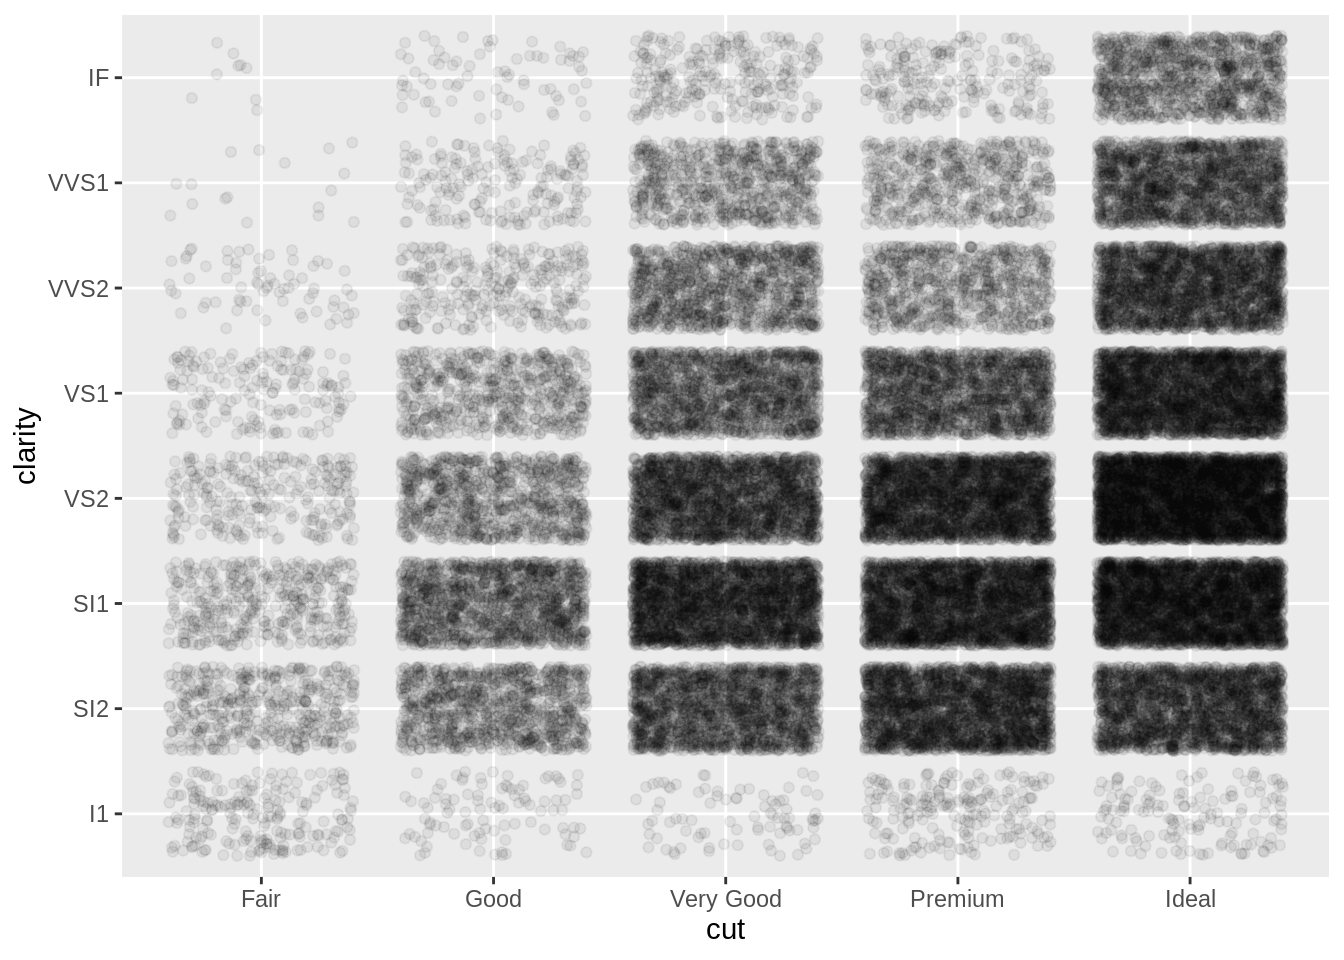 IF
VVS1
VVS2
VS1
VS2
SI1
SI2
I1
clarity
Fair Good Very Good Premium Ideal
cut